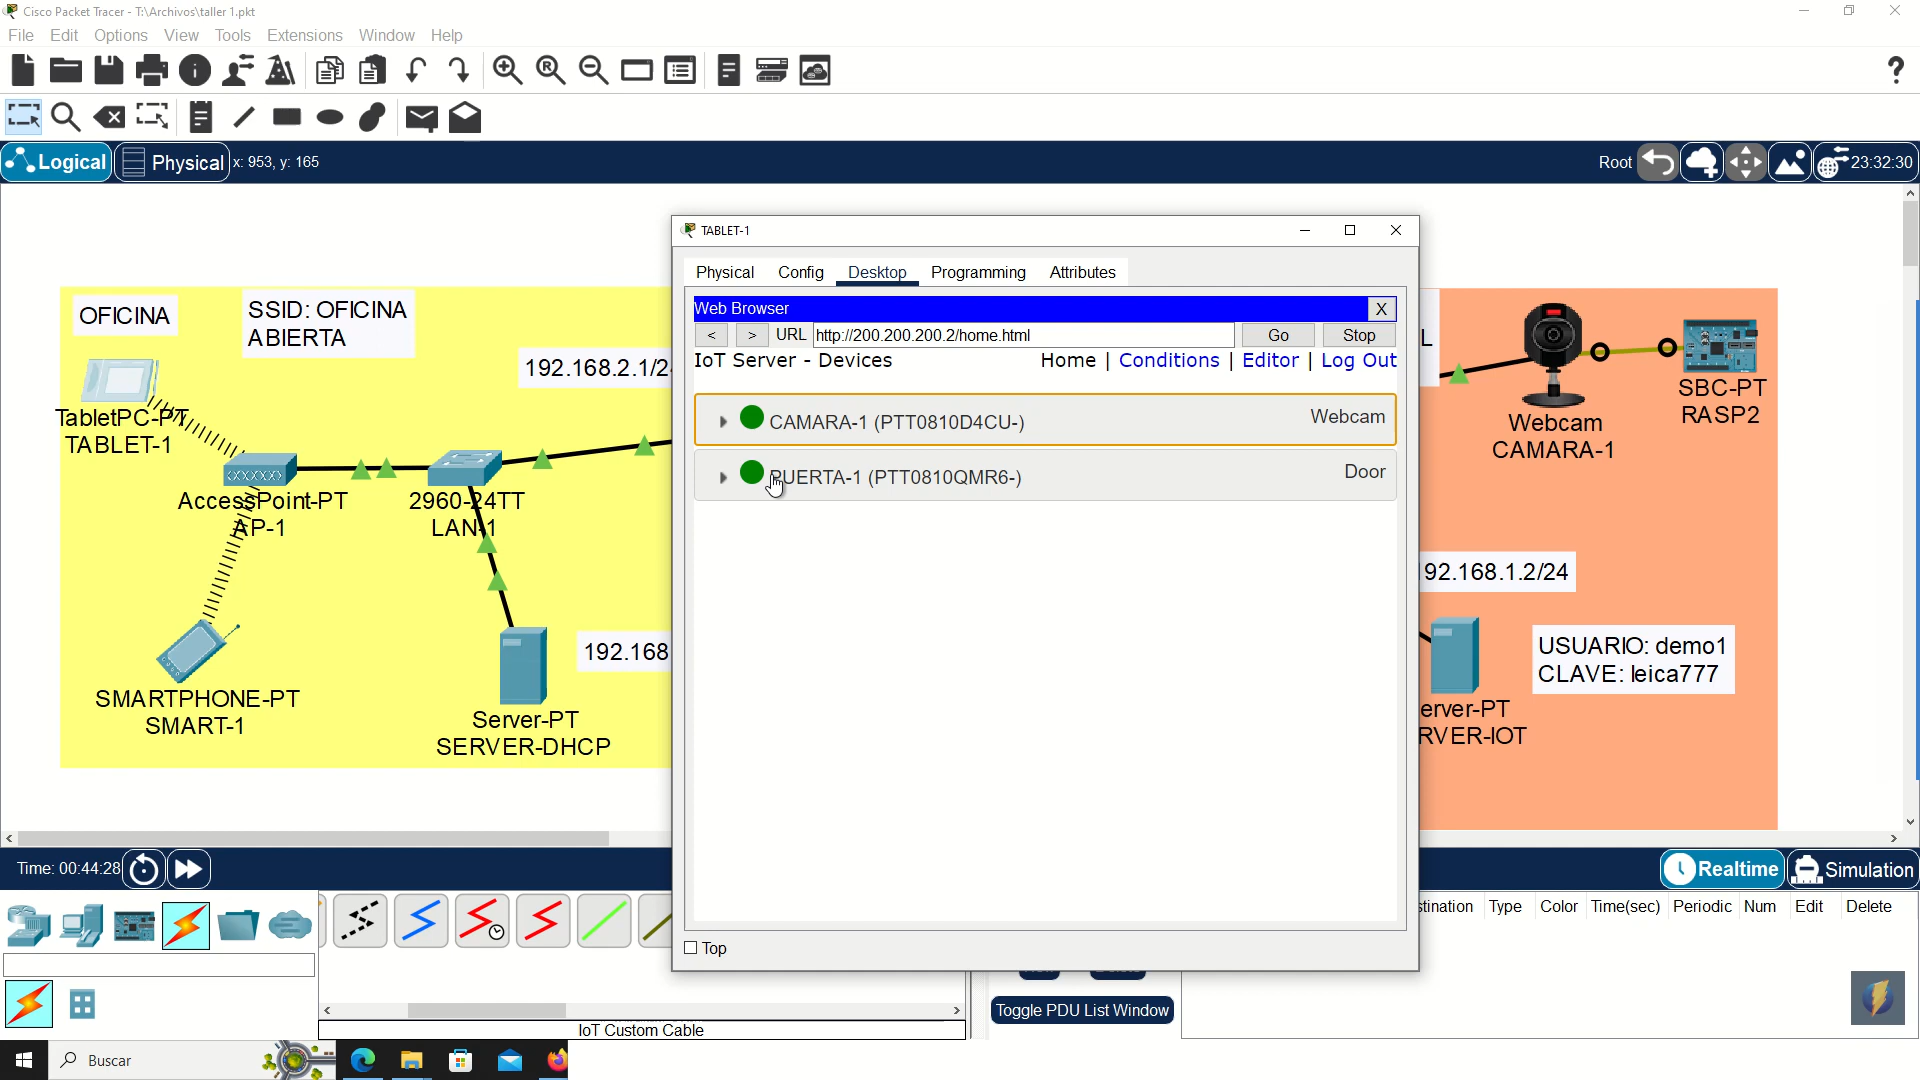 Cisco Packet Tracer - T:\Archivos\taller 1.pkt
File Edit Options View Tools Extensions Window Help
Logical Physical x: 953, y: 165 Root 23:32:30
TABLET-1
Physical Config Desktop Programming Attributes
Web Browser X
< > URL http://200.200.200.2/home.html Go Stop
IoT Server - Devices Home | Conditions | Editor | Log Out
CAMARA-1 (PTT0810D4CU-) Webcam
PUERTA-1 (PTT0810QMR6-) Door
Top
OFICINA
SSID: OFICINA
ABIERTA
192.168.2.1/2
TabletPC-PT
TABLET-1
AccessPoint-PT
AP-1
2960-24TT
LAN-1
SMARTPHONE-PT
SMART-1
192.168
Server-PT
SERVER-DHCP
L
Webcam
CAMARA-1
SBC-PT
RASP2
92.168.1.2/24
USUARIO: demo1
CLAVE: leica777
erver-PT
RVER-IOT
Time: 00:44:28 Realtime Simulation
stination Type Color Time(sec) Periodic Num Edit Delete
Toggle PDU List Window
IoT Custom Cable
Buscar